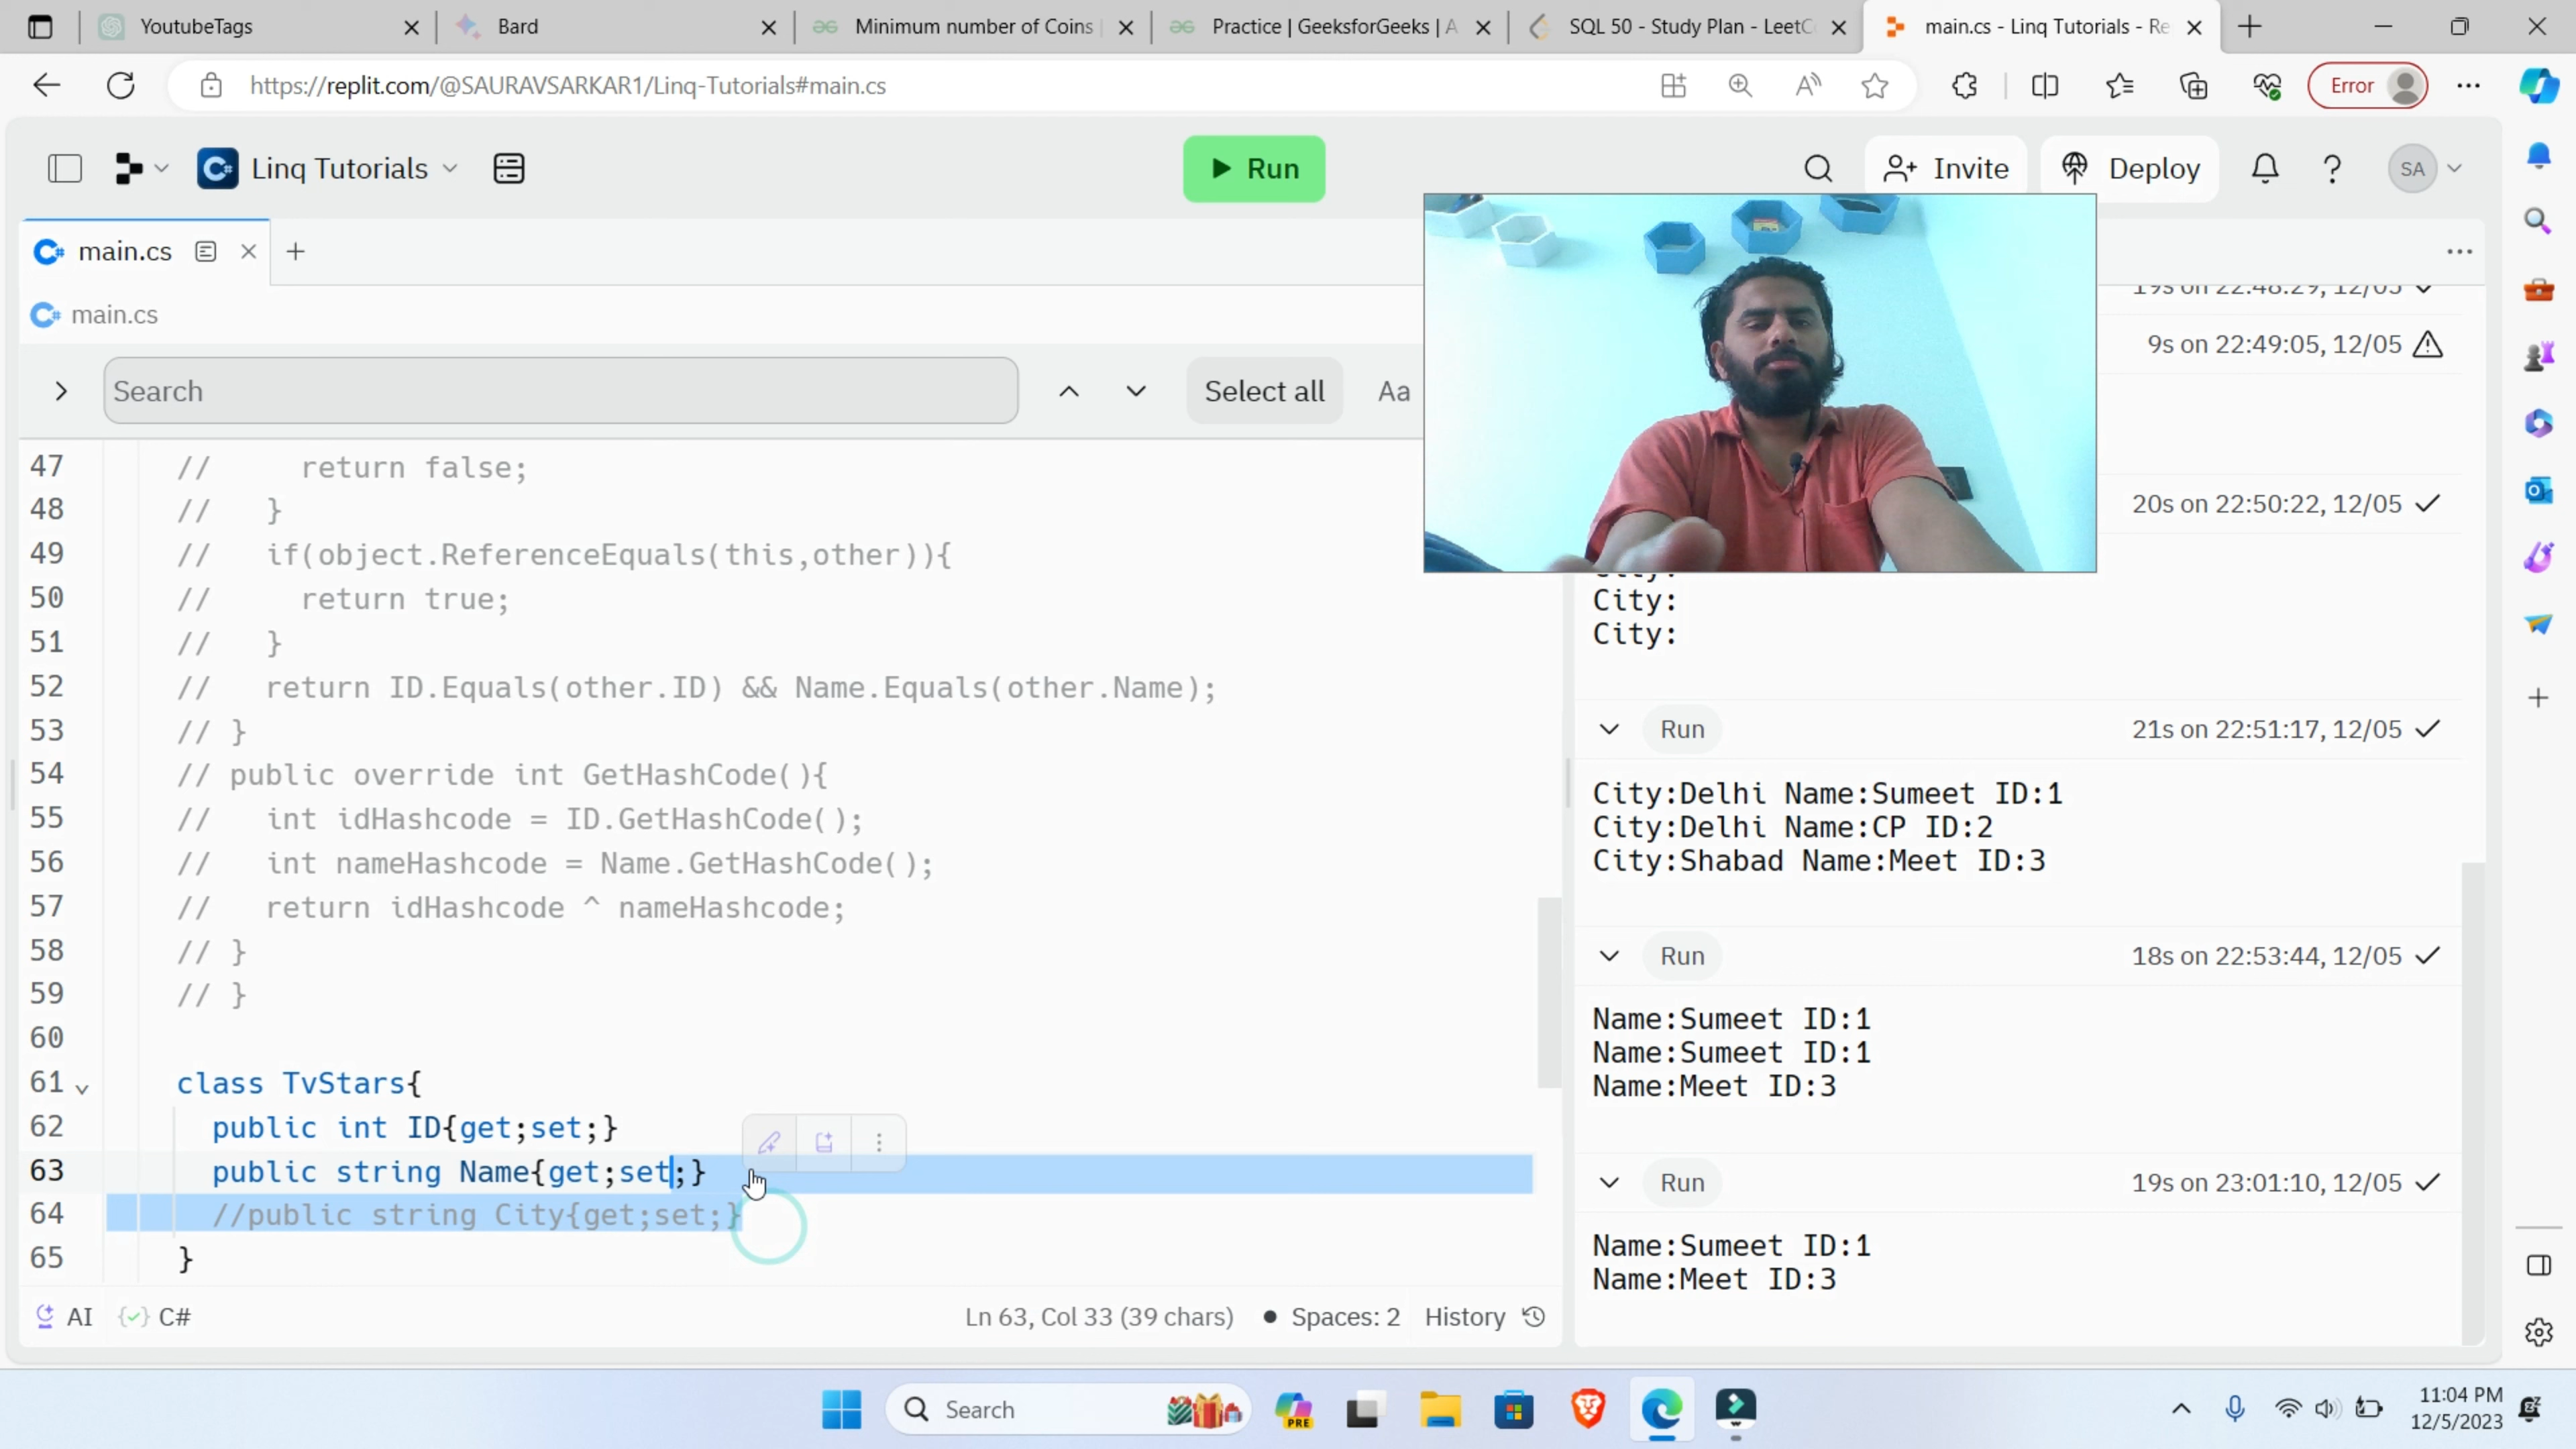 YoutubeTags
Bard
Minimum number of Coins
Practice | GeeksforGeeks | A
SQL 50 - Study Plan - LeetC
main.cs - Linq Tutorials - Re
https://replit.com/@SAURAVSARKAR1/Linq-Tutorials#main.cs
Error
Linq Tutorials
Run
Invite
Deploy
SA
main.cs
main.cs
Search
Select all
Aa
47 // return false;
48 // }
49 // if(object.ReferenceEquals(this,other)){
50 // return true;
51 // }
52 // return ID.Equals(other.ID) && Name.Equals(other.Name);
53 // }
54 // public override int GetHashCode(){
55 // int idHashcode = ID.GetHashCode();
56 // int nameHashcode = Name.GetHashCode();
57 // return idHashcode ^ nameHashcode;
58 // }
59 // }
60
61 class TvStars{
62 public int ID{get;set;}
63 public string Name{get;set;}
64 //public string City{get;set;}
65 }
AI
C#
Ln 63, Col 33 (39 chars)
Spaces: 2
History
19s on 22:48:29, 12/05
9s on 22:49:05, 12/05
20s on 22:50:22, 12/05
City:
City:
City:
Run 21s on 22:51:17, 12/05
City:Delhi Name:Sumeet ID:1
City:Delhi Name:CP ID:2
City:Shabad Name:Meet ID:3
Run 18s on 22:53:44, 12/05
Name:Sumeet ID:1
Name:Sumeet ID:1
Name:Meet ID:3
Run 19s on 23:01:10, 12/05
Name:Sumeet ID:1
Name:Meet ID:3
Search
PRE
11:04 PM
12/5/2023